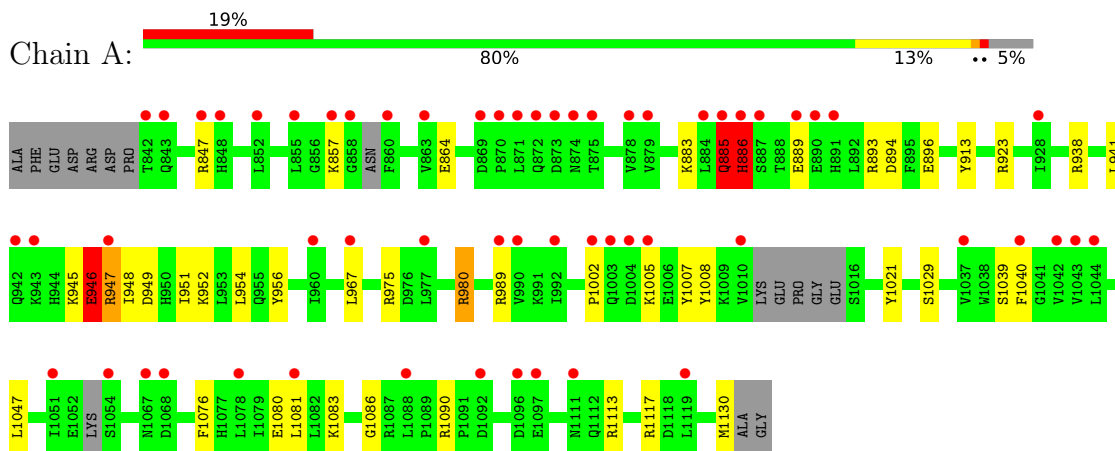 19%
Chain A:
80% 13% •• 5%
ALA PHE GLU ASP ARG ASP PRO T842 Q843 R847 H848 L852 L855 G856 K857 G858 ASN F860 V863 E864 D869 P870 L871 Q872 D873 N874 T875 V878 V879 K883 L884 Q885 H886 S887 T888 E889 E890 H891 L892 R893 D894 F895 E896 Y913 R923 I928 R938 L941
Q942 K943 H944 K945 E946 R947 I948 D949 H950 I951 K952 L953 L954 Q955 Y956 I960 L967 R975 D976 L977 R980 R989 V990 K991 I992 P1002 Q1003 D1004 K1005 E1006 Y1007 Y1008 K1009 V1010 LYS GLU PRO GLY GLU S1016 Y1021 S1029 V1037 W1038 S1039 F1040 G1041 V1042 V1043 L1044
L1047 I1051 E1052 LYS S1054 N1067 D1068 F1076 H1077 L1078 I1079 E1080 L1081 L1082 K1083 G1086 R1087 L1088 P1089 R1090 P1091 D1092 D1096 E1097 N1111 Q1112 R1113 R1117 D1118 L1119 M1130 ALA GLY